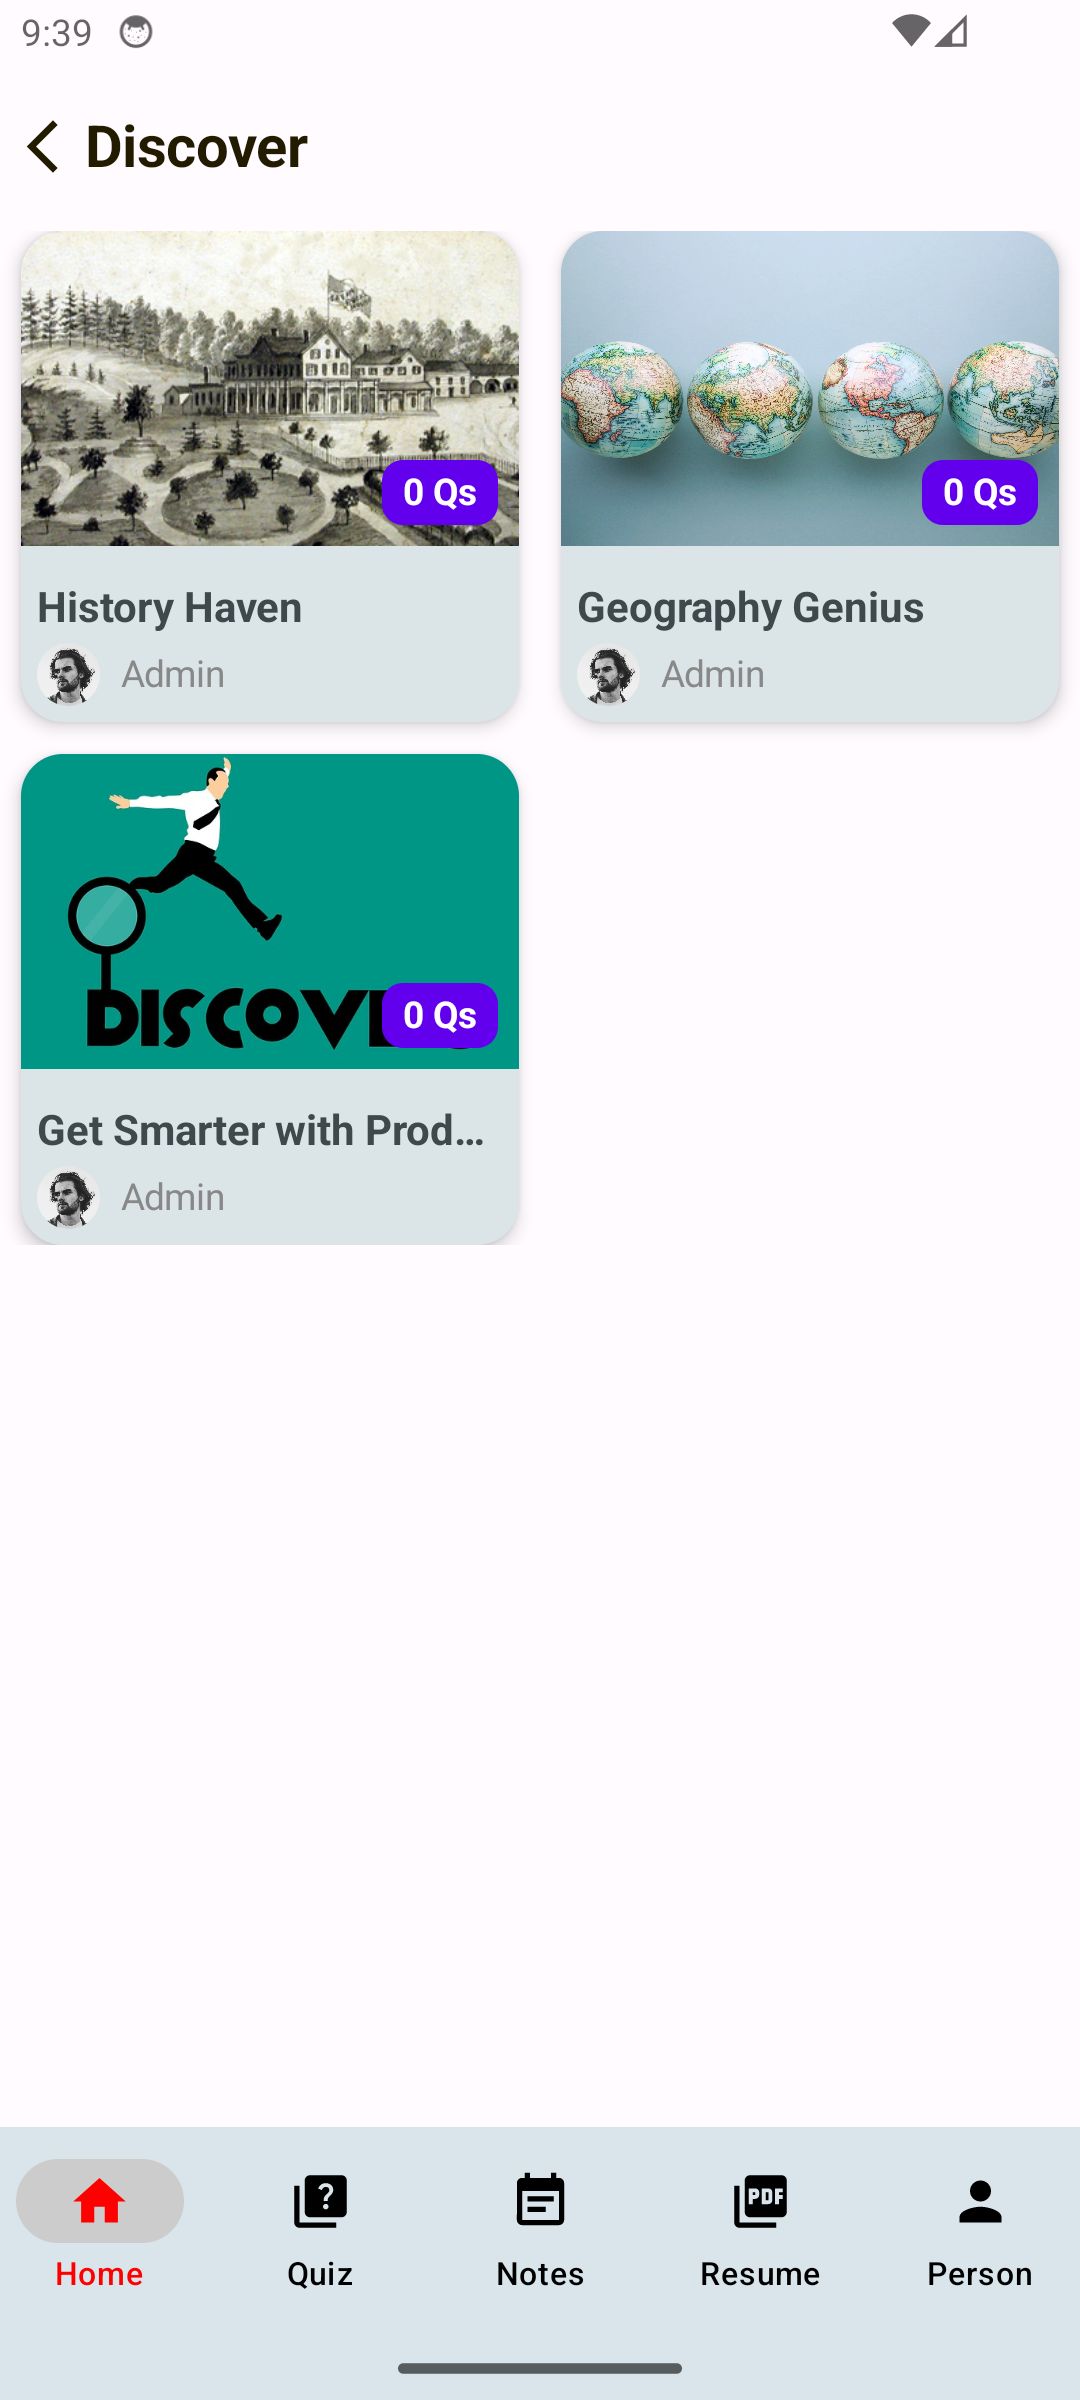 9:39
Discover
0 Qs
0 Qs
History Haven
Admin
Geography Genius
Admin
0 Qs
Get Smarter with Prod...
Admin
?
PDF
Home
Quiz
Notes
Resume
Person